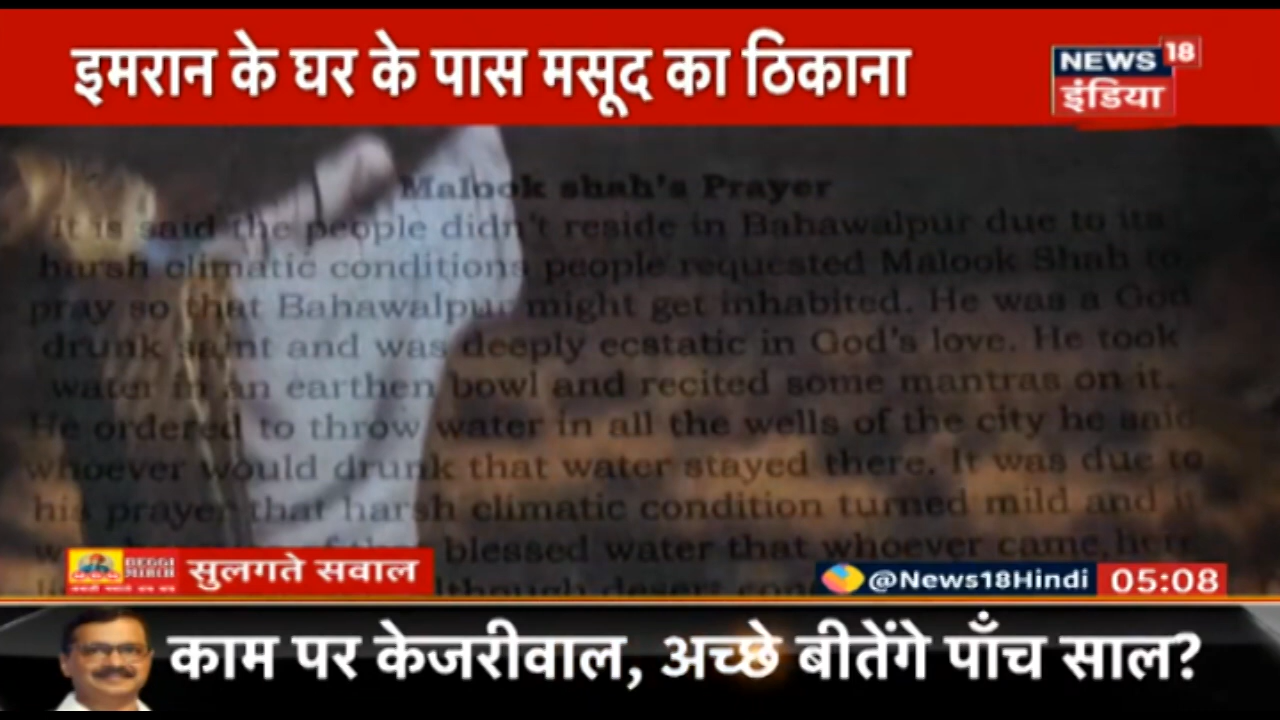 इमरान के घर के पास मसूद का ठिकाना
NEWS 18
इंडिया
Malook shah's Prayer
It is said the people didn't reside in Bahawalpur due to its
harsh climatic conditions people requested Malook Shah to
pray so that Bahawalpur might get inhabited. He was a God
drunk saint and was deeply ecstatic in God's love. He took
water in an earthen bowl and recited some mantras on it.
He ordered to throw water in all the wells of the city he said
whoever would drunk that water stayed there. It was due to
his prayer that harsh climatic condition turned mild and it
blessed water that whoever came here
BEGGI MIRCH
सुलगते सवाल
@News18Hindi
05:08
काम पर केजरीवाल, अच्छे बीतेंगे पाँच साल?